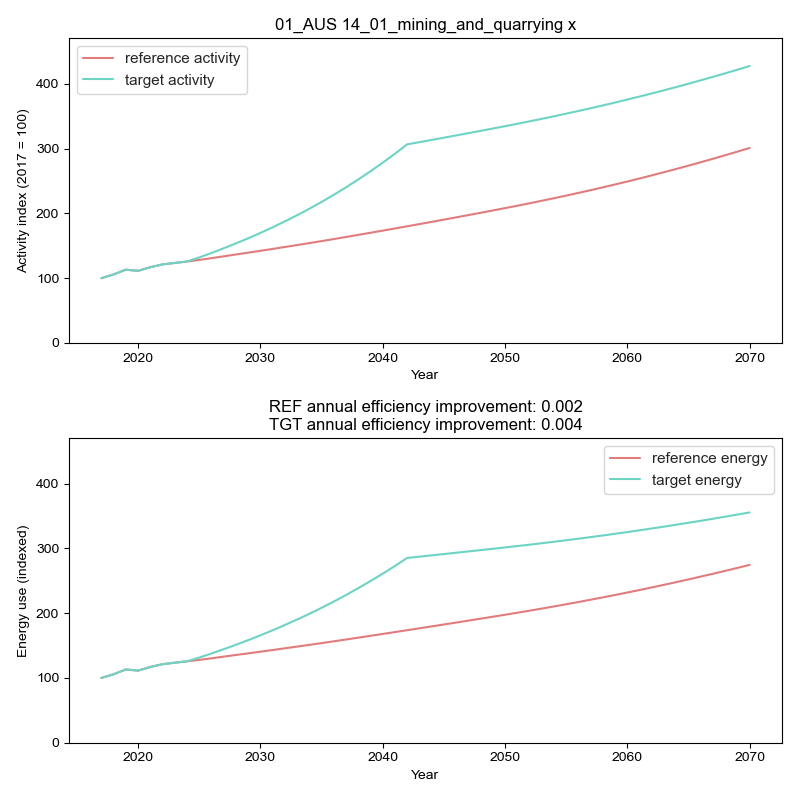 01_AUS 14_01_mining_and_quarrying x
reference activity
target activity
Activity index (2017 = 100)
400
300
200
100
0
2020 2030 2040 2050 2060 2070
Year
REF annual efficiency improvement: 0.002
TGT annual efficiency improvement: 0.004
reference energy
target energy
Energy use (indexed)
400
300
200
100
0
2020 2030 2040 2050 2060 2070
Year